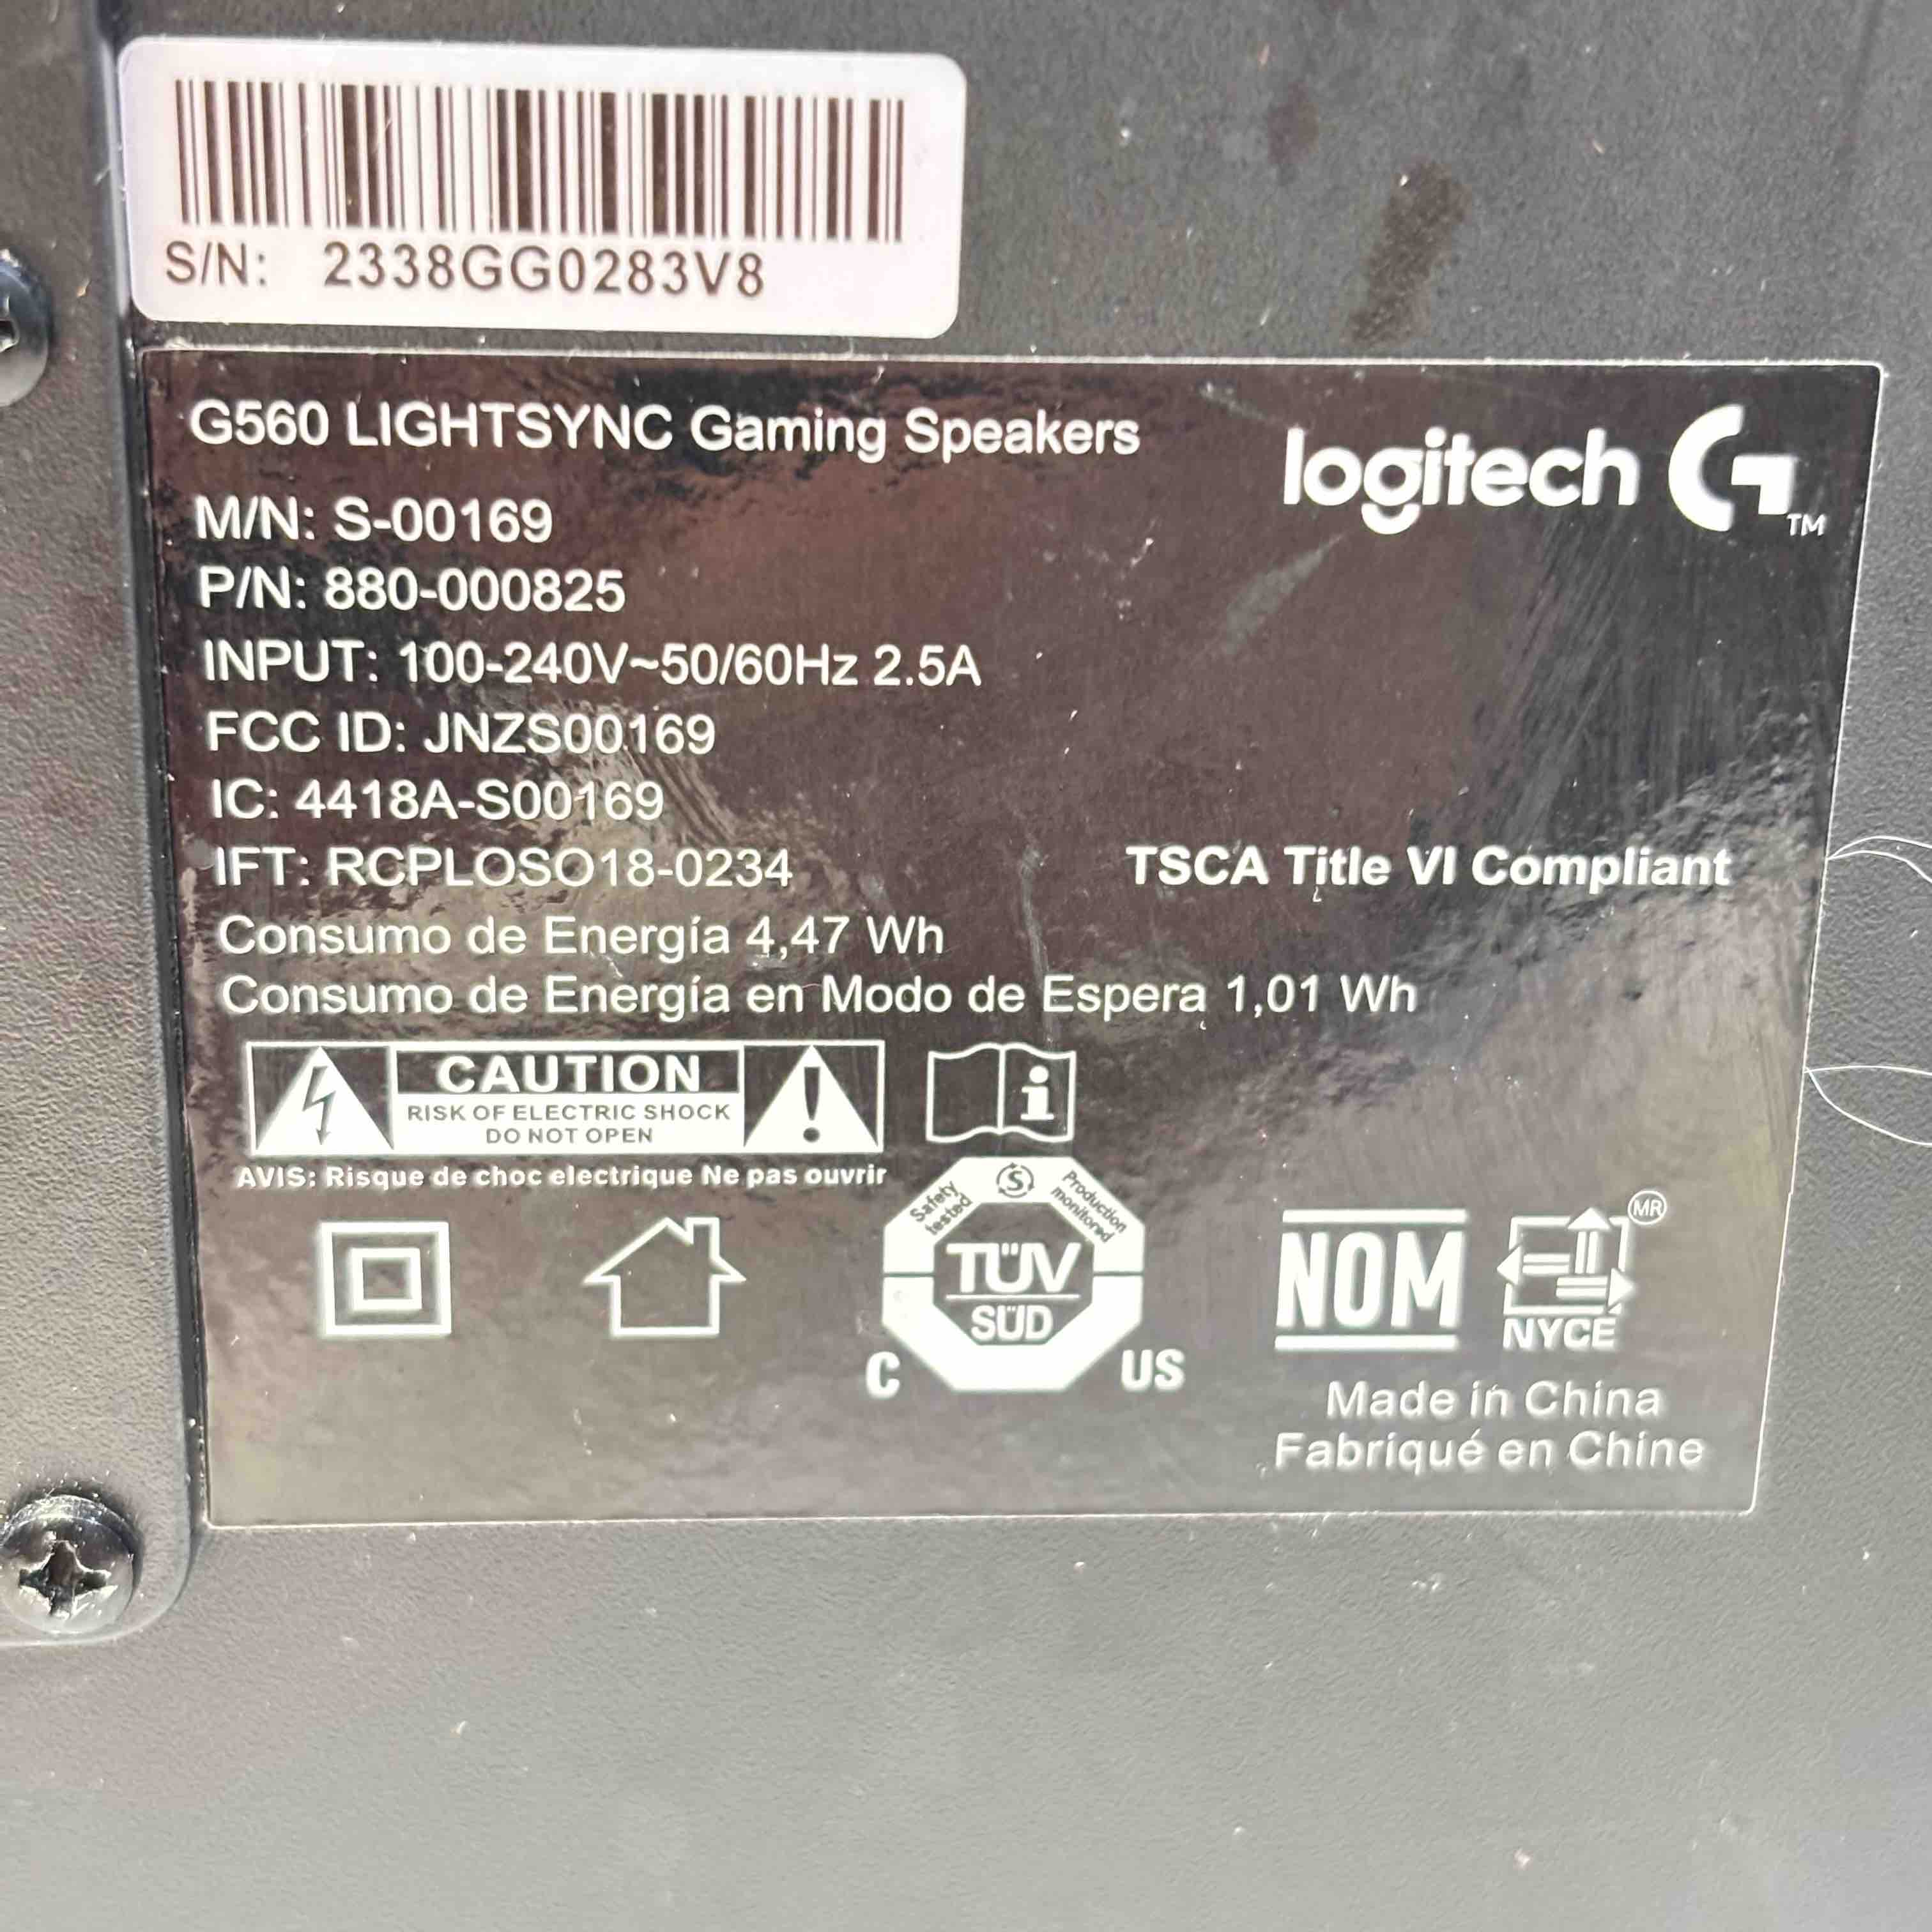 S/N: 2338GG0283V8
G560 LIGHTSYNC Gaming Speakers
logitech G TM
M/N: S-00169
P/N: 880-000825
INPUT: 100-240V~50/60Hz 2.5A
FCC ID: JNZS00169
IC: 4418A-S00169
IFT: RCPLOSO18-0234
TSCA Title VI Compliant
Consumo de Energía 4,47 Wh
Consumo de Energía en Modo de Espera 1,01 Wh
CAUTION
RISK OF ELECTRIC SHOCK
DO NOT OPEN
i
AVIS: Risque de choc electrique Ne pas ouvrir
Safety tested
S
Production monitored
TÜV
SÜD
C US
NOM
NYCE
MR
Made in China
Fabriqué en Chine